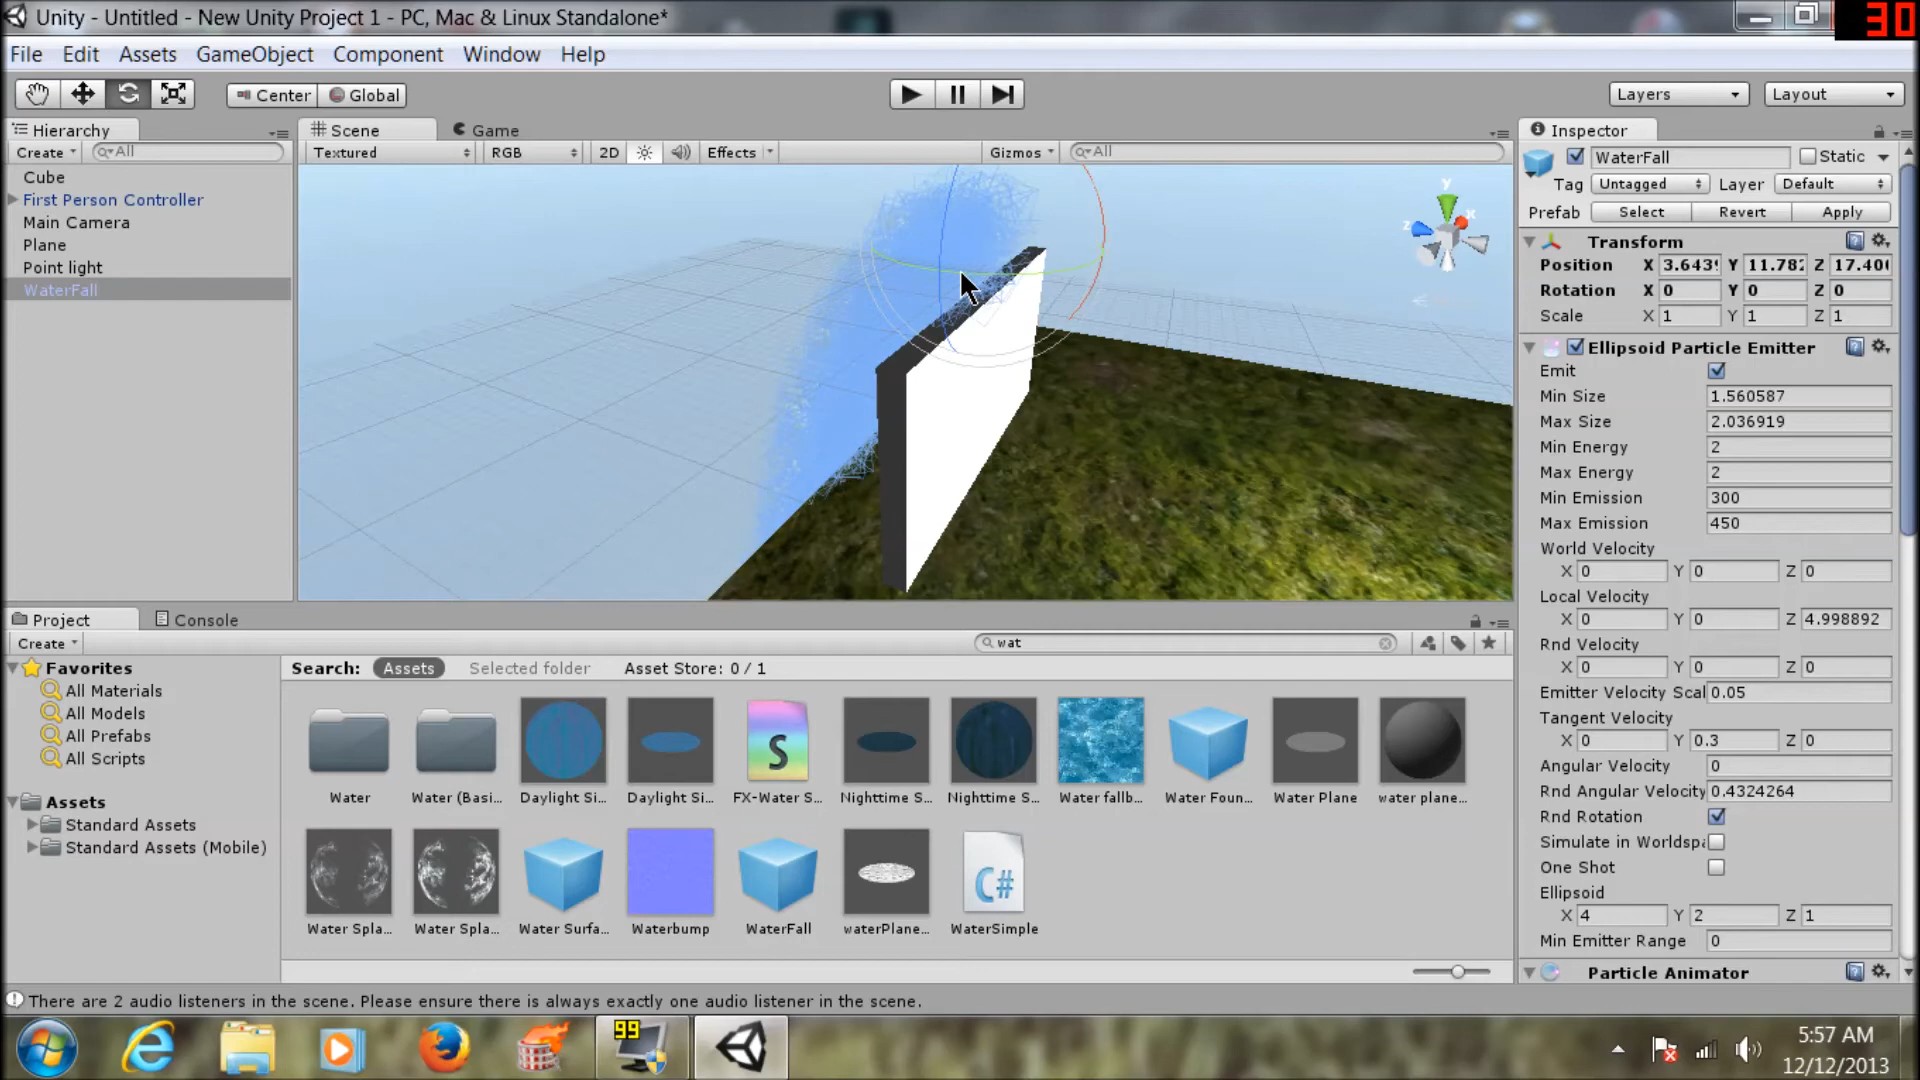 Unity - Untitled - New Unity Project 1 - PC, Mac & Linux Standalone*
30
File Edit Assets GameObject Component Window Help
Center Global Layers Layout
Hierarchy Scene Game Inspector
Create All Textured RGB 2D Effects Gizmos All
WaterFall Static
Tag Untagged Layer Default
Prefab Select Revert Apply
Cube
First Person Controller
Main Camera
Plane
Point light
WaterFall
y
x
z
Transform
Position X 3.643 Y 11.782 Z 17.400
Rotation X 0 Y 0 Z 0
Scale X 1 Y 1 Z 1
Ellipsoid Particle Emitter
Emit
Min Size 1.560587
Max Size 2.036919
Min Energy 2
Max Energy 2
Min Emission 300
Max Emission 450
World Velocity
X 0 Y 0 Z 0
Local Velocity
X 0 Y 0 Z 4.998892
Rnd Velocity
X 0 Y 0 Z 0
Emitter Velocity Scal 0.05
Tangent Velocity
X 0 Y 0.3 Z 0
Angular Velocity 0
Rnd Angular Velocity 0.4324264
Rnd Rotation
Simulate in Worldspa
One Shot
Ellipsoid
X 4 Y 2 Z 1
Min Emitter Range 0
Particle Animator
Project Console
Create wat
Favorites
All Materials
All Models
All Prefabs
All Scripts
Assets
Standard Assets
Standard Assets (Mobile)
Search: Assets Selected folder Asset Store: 0 / 1
S
Water Water (Basi... Daylight Si... Daylight Si... FX-Water S... Nighttime S... Nighttime S... Water fallb... Water Foun... Water Plane water plane...
C#
Water Spla... Water Spla... Water Surfa... Waterbump WaterFall waterPlane... WaterSimple
There are 2 audio listeners in the scene. Please ensure there is always exactly one audio listener in the scene.
99
5:57 AM
12/12/2013